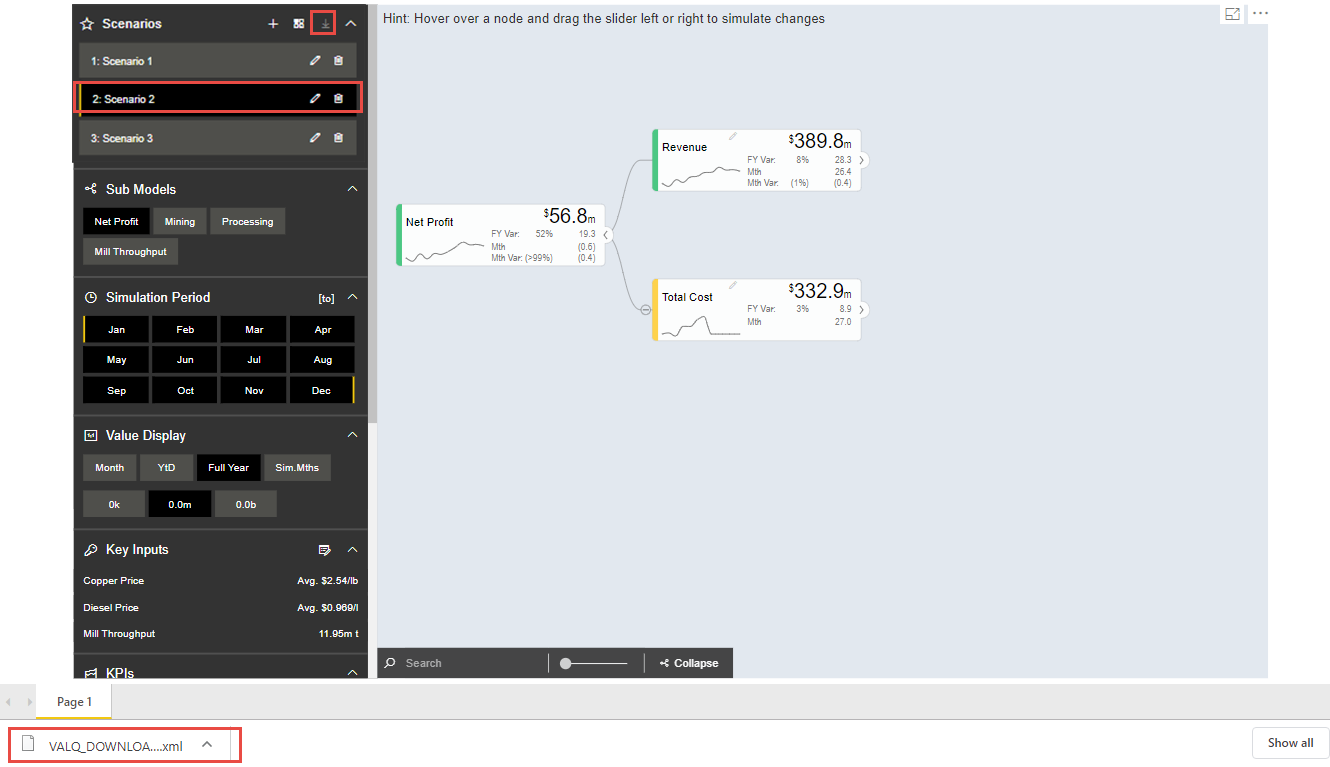 Scenarios
1: Scenario 1
2: Scenario 2
3: Scenario 3
Sub Models
Net Profit Mining Processing
Mill Throughput
Simulation Period [to]
Jan Feb Mar Apr
May Jun Jul Aug
Sep Oct Nov Dec
Value Display
Month YtD Full Year Sim.Mths
0k 0.0m 0.0b
Key Inputs
Copper Price Avg. $2.54/lb
Diesel Price Avg. $0.969/l
Mill Throughput 11.95m t
KPIs
Hint: Hover over a node and drag the slider left or right to simulate changes
Net Profit $56.8m
FY Var: 52% 19.3
Mth (0.6)
Mth Var: (>99%) (0.4)
Revenue $389.8m
FY Var: 8% 28.3
Mth 26.4
Mth Var: (1%) (0.4)
Total Cost $332.9m
FY Var: 3% 8.9
Mth 27.0
Search Collapse
Page 1
VALQ_DOWNLOA....xml
Show all